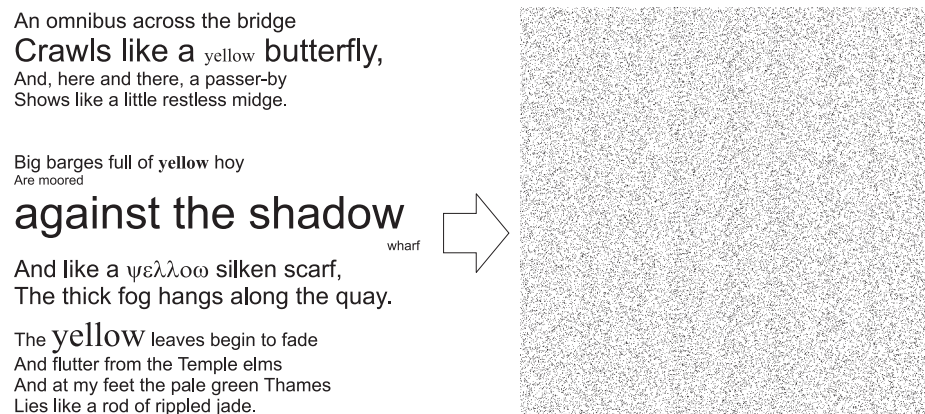 An omnibus across the bridge
Crawls like a yellow butterfly,
And, here and there, a passer-by
Shows like a little restless midge.
Big barges full of yellow hoy
Are moored
against the shadow
wharf
And like a ψελλοω silken scarf,
The thick fog hangs along the quay.
The yellow leaves begin to fade
And flutter from the Temple elms
And at my feet the pale green Thames
Lies like a rod of rippled jade.